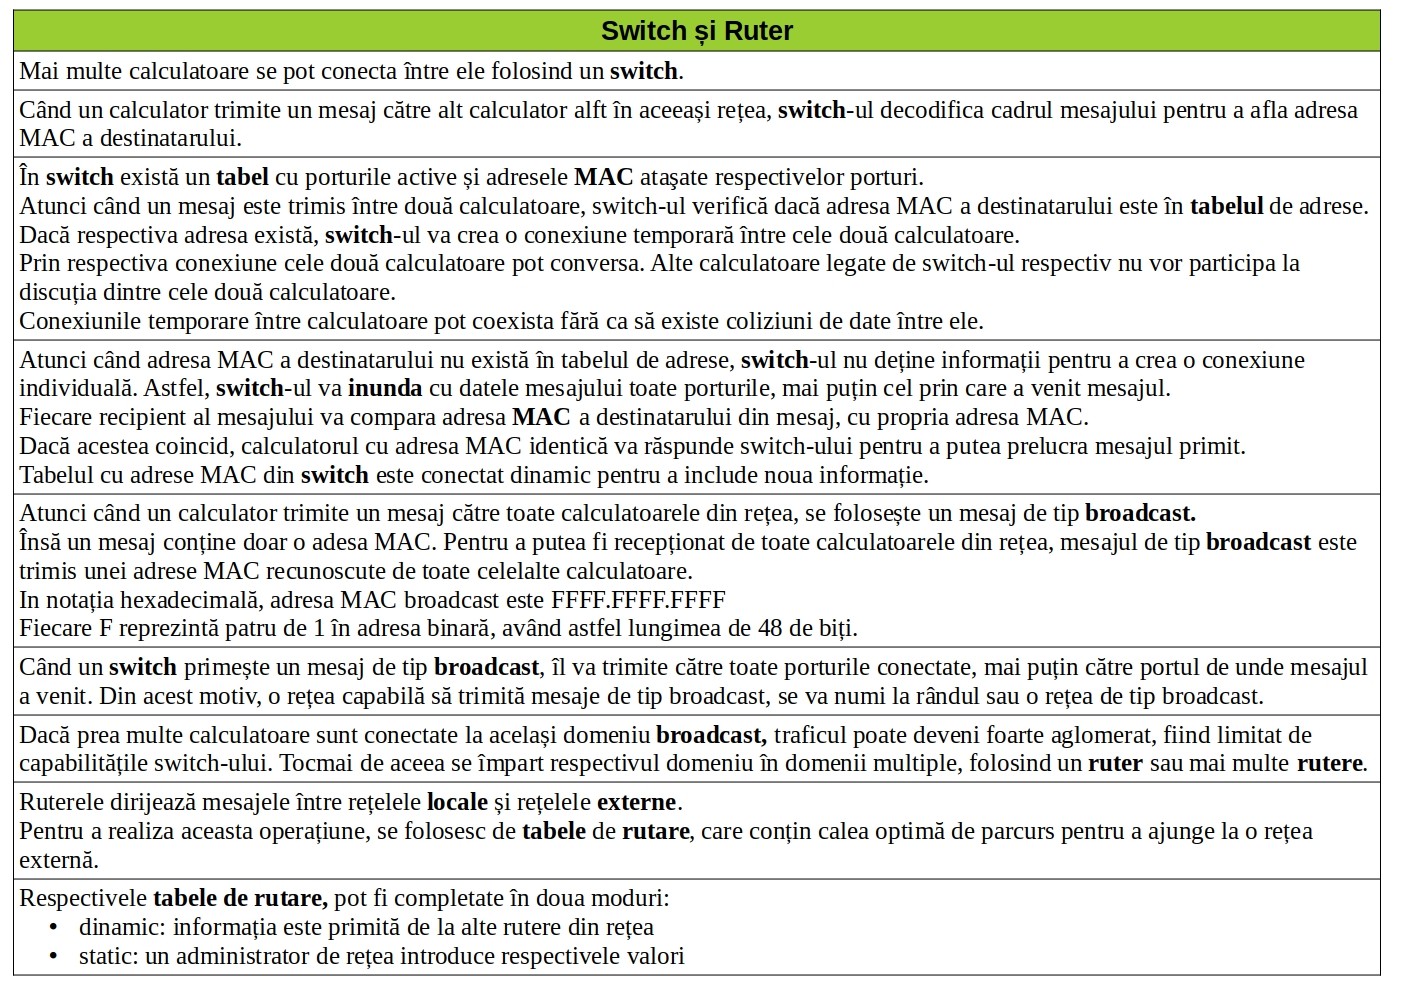 Switch și Ruter
Mai multe calculatoare se pot conecta între ele folosind un switch.
Când un calculator trimite un mesaj către alt calculator alft în aceeași rețea, switch-ul decodifica cadrul mesajului pentru a afla adresa
MAC a destinatarului.
În switch există un tabel cu porturile active și adresele MAC atașate respectivelor porturi.
Atunci când un mesaj este trimis între două calculatoare, switch-ul verifică dacă adresa MAC a destinatarului este în tabelul de adrese.
Dacă respectiva adresa există, switch-ul va crea o conexiune temporară între cele două calculatoare.
Prin respectiva conexiune cele două calculatoare pot conversa. Alte calculatoare legate de switch-ul respectiv nu vor participa la
discuția dintre cele două calculatoare.
Conexiunile temporare între calculatoare pot coexista fără ca să existe coliziuni de date între ele.
Atunci când adresa MAC a destinatarului nu există în tabelul de adrese, switch-ul nu deține informații pentru a crea o conexiune
individuală. Astfel, switch-ul va inunda cu datele mesajului toate porturile, mai puțin cel prin care a venit mesajul.
Fiecare recipient al mesajului va compara adresa MAC a destinatarului din mesaj, cu propria adresa MAC.
Dacă acestea coincid, calculatorul cu adresa MAC identică va răspunde switch-ului pentru a putea prelucra mesajul primit.
Tabelul cu adrese MAC din switch este conectat dinamic pentru a include noua informație.
Atunci când un calculator trimite un mesaj către toate calculatoarele din rețea, se folosește un mesaj de tip broadcast.
Însă un mesaj conține doar o adesa MAC. Pentru a putea fi recepționat de toate calculatoarele din rețea, mesajul de tip broadcast este
trimis unei adrese MAC recunoscute de toate celelalte calculatoare.
In notația hexadecimală, adresa MAC broadcast este FFFF.FFFF.FFFF
Fiecare F reprezintă patru de 1 în adresa binară, având astfel lungimea de 48 de biți.
Când un switch primește un mesaj de tip broadcast, îl va trimite către toate porturile conectate, mai puțin către portul de unde mesajul
a venit. Din acest motiv, o rețea capabilă să trimită mesaje de tip broadcast, se va numi la rândul sau o rețea de tip broadcast.
Dacă prea multe calculatoare sunt conectate la același domeniu broadcast, traficul poate deveni foarte aglomerat, fiind limitat de
capabilitățile switch-ului. Tocmai de aceea se împart respectivul domeniu în domenii multiple, folosind un ruter sau mai multe rutere.
Ruterele dirijează mesajele între rețelele locale și rețelele externe.
Pentru a realiza aceasta operațiune, se folosesc de tabele de rutare, care conțin calea optimă de parcurs pentru a ajunge la o rețea
externă.
Respectivele tabele de rutare, pot fi completate în doua moduri:
• dinamic: informația este primită de la alte rutere din rețea
• static: un administrator de rețea introduce respectivele valori